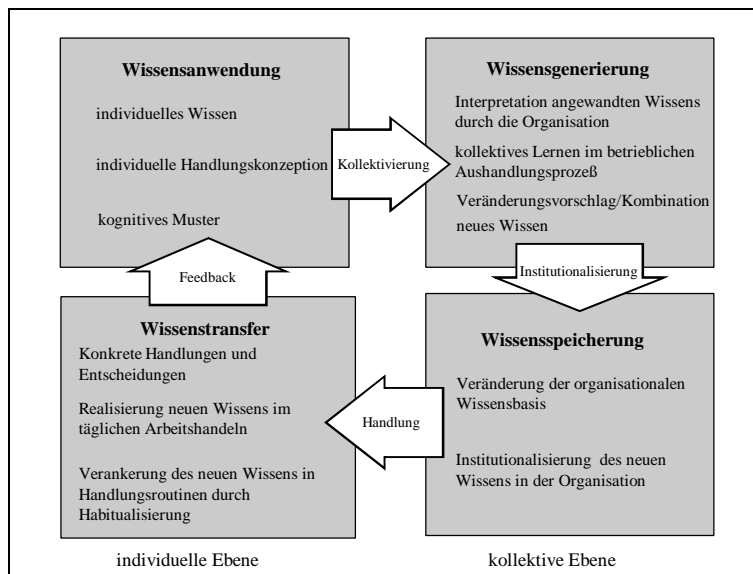 Wissensanwendung
individuelles Wissen
individuelle Handlungskonzeption
kognitives Muster
Kollektivierung
Wissensgenerierung
Interpretation angewandten Wissens
durch die Organisation
kollektives Lernen im betrieblichen
Aushandlungsprozeß
Veränderungsvorschlag/Kombination
neues Wissen
Feedback
Institutionalisierung
Wissenstransfer
Konkrete Handlungen und
Entscheidungen
Realisierung neuen Wissens im
täglichen Arbeitshandeln
Verankerung des neuen Wissens in
Handlungsroutinen durch
Habitualisierung
Handlung
Wissensspeicherung
Veränderung der organisationalen
Wissensbasis
Institutionalisierung des neuen
Wissens in der Organisation
individuelle Ebene
kollektive Ebene